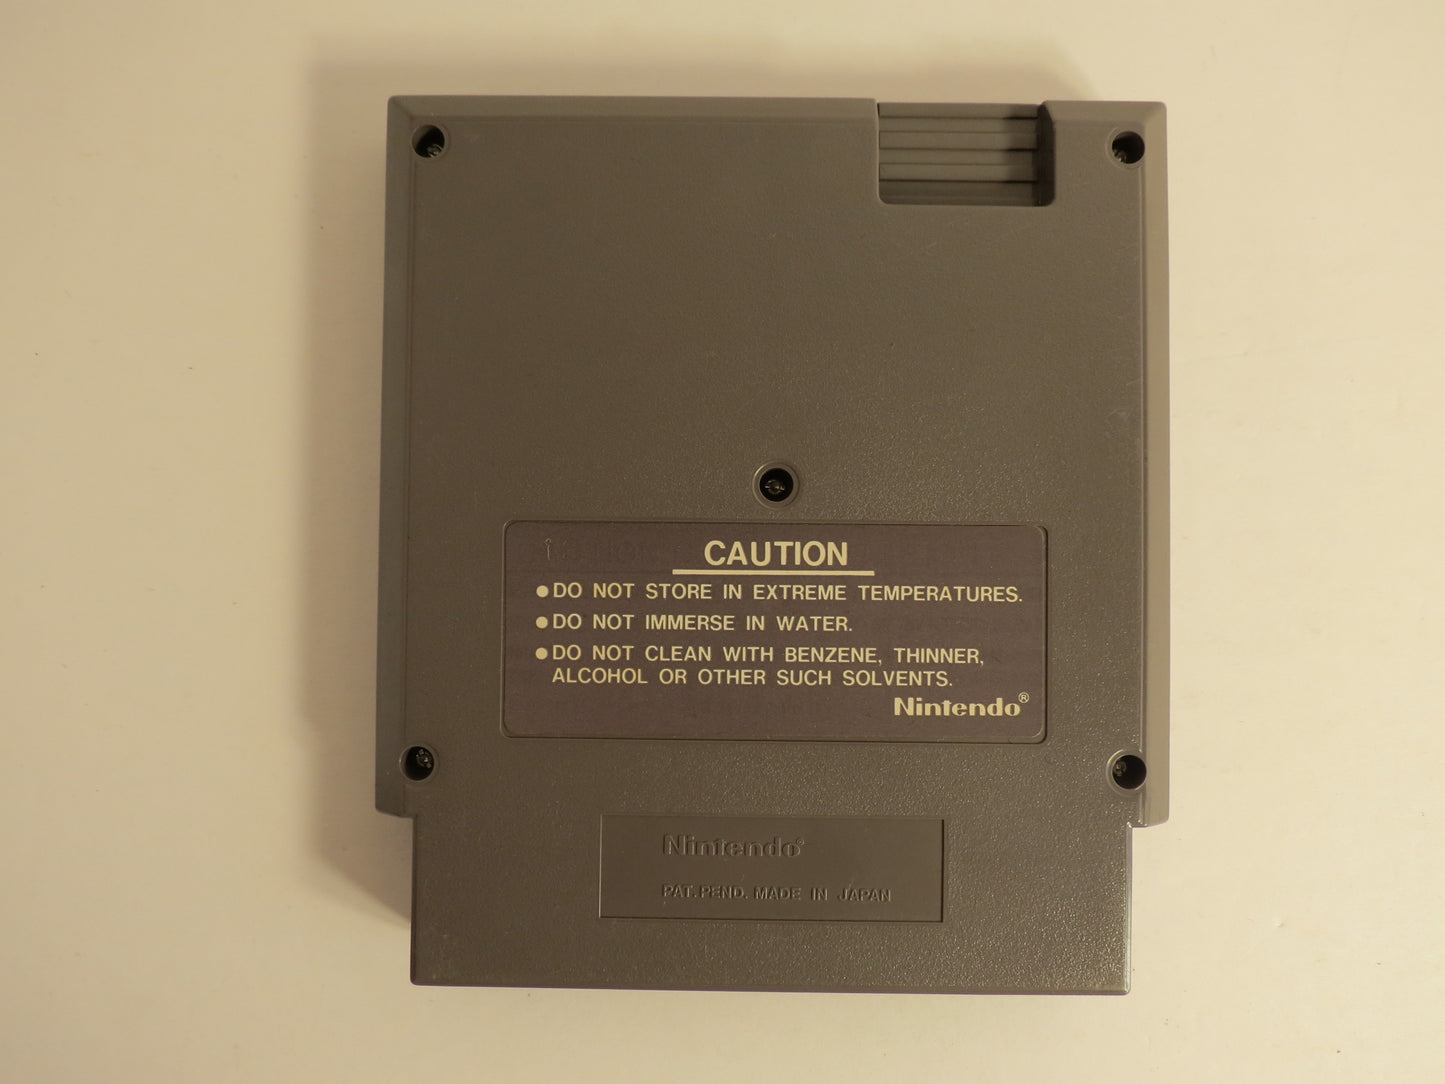 CAUTION
●DO NOT STORE IN EXTREME TEMPERATURES.
●DO NOT IMMERSE IN WATER.
●DO NOT CLEAN WITH BENZENE, THINNER,
ALCOHOL OR OTHER SUCH SOLVENTS.
Nintendo®
Nintendo®
PAT. PEND. MADE IN JAPAN